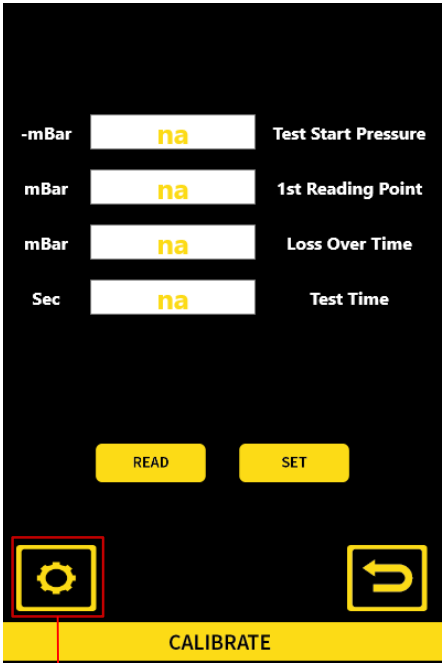 -mBar na Test Start Pressure
mBar na 1st Reading Point
mBar na Loss Over Time
Sec na Test Time
READ SET
CALIBRATE